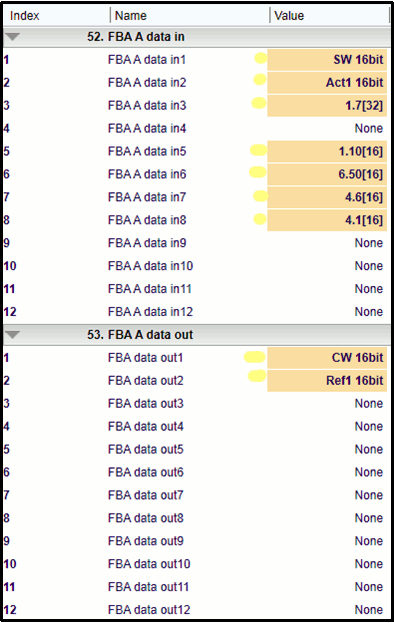 Index Name Value
52. FBA A data in
1 FBA A data in1 SW 16bit
2 FBA A data in2 Act1 16bit
3 FBA A data in3 1.7[32]
4 FBA A data in4 None
5 FBA A data in5 1.10[16]
6 FBA A data in6 6.50[16]
7 FBA A data in7 4.6[16]
8 FBA A data in8 4.1[16]
9 FBA A data in9 None
10 FBA A data in10 None
11 FBA A data in11 None
12 FBA A data in12 None
53. FBA A data out
1 FBA data out1 CW 16bit
2 FBA data out2 Ref1 16bit
3 FBA data out3 None
4 FBA data out4 None
5 FBA data out5 None
6 FBA data out6 None
7 FBA data out7 None
8 FBA data out8 None
9 FBA data out9 None
10 FBA data out10 None
11 FBA data out11 None
12 FBA data out12 None